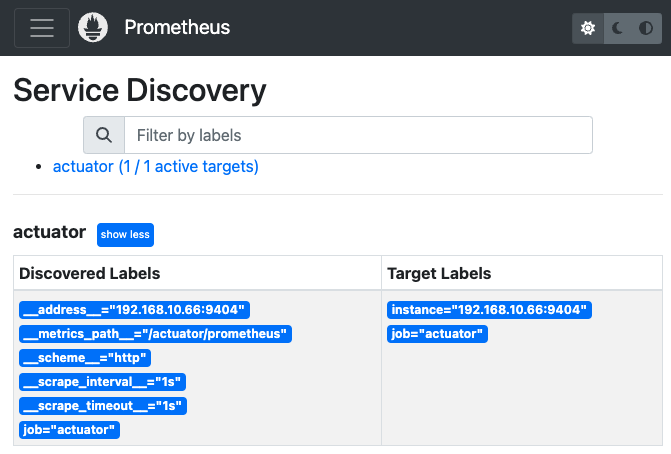 Prometheus
Service Discovery
Filter by labels
actuator (1 / 1 active targets)
actuator show less
Discovered Labels Target Labels
__address__="192.168.10.66:9404" instance="192.168.10.66:9404"
__metrics_path__="/actuator/prometheus" job="actuator"
__scheme__="http"
__scrape_interval__="1s"
__scrape_timeout__="1s"
job="actuator"